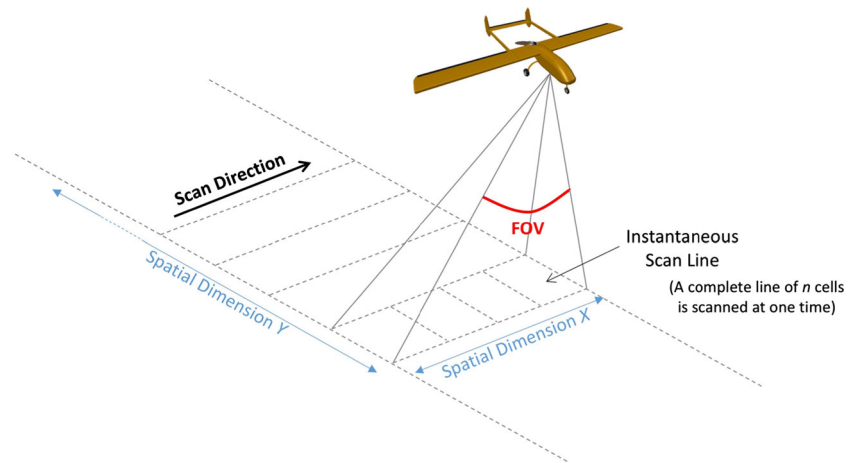 Scan Direction
FOV
Instantaneous
Scan Line
(A complete line of n cells
is scanned at one time)
Spatial Dimension Y
Spatial Dimension X